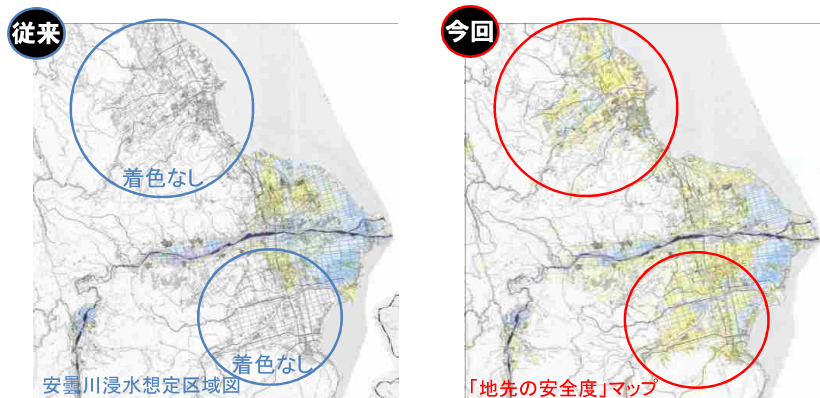 従来
着色なし
着色なし
安曇川浸水想定区域図
今回
「地先の安全度」マップ